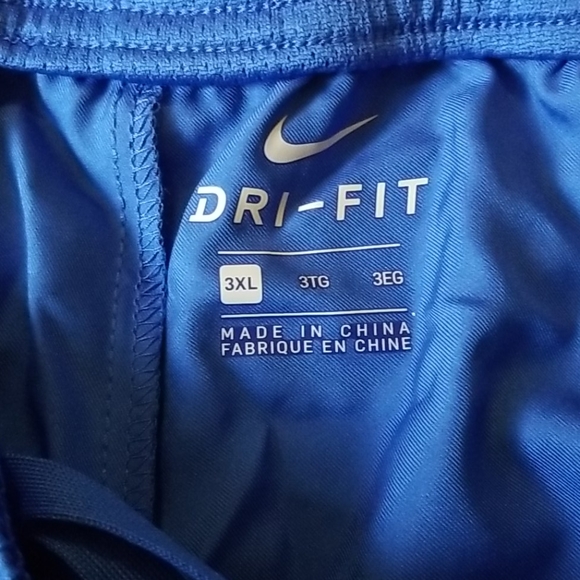 DRI-FIT
3XL 3TG 3EG
MADE IN CHINA
FABRIQUE EN CHINE